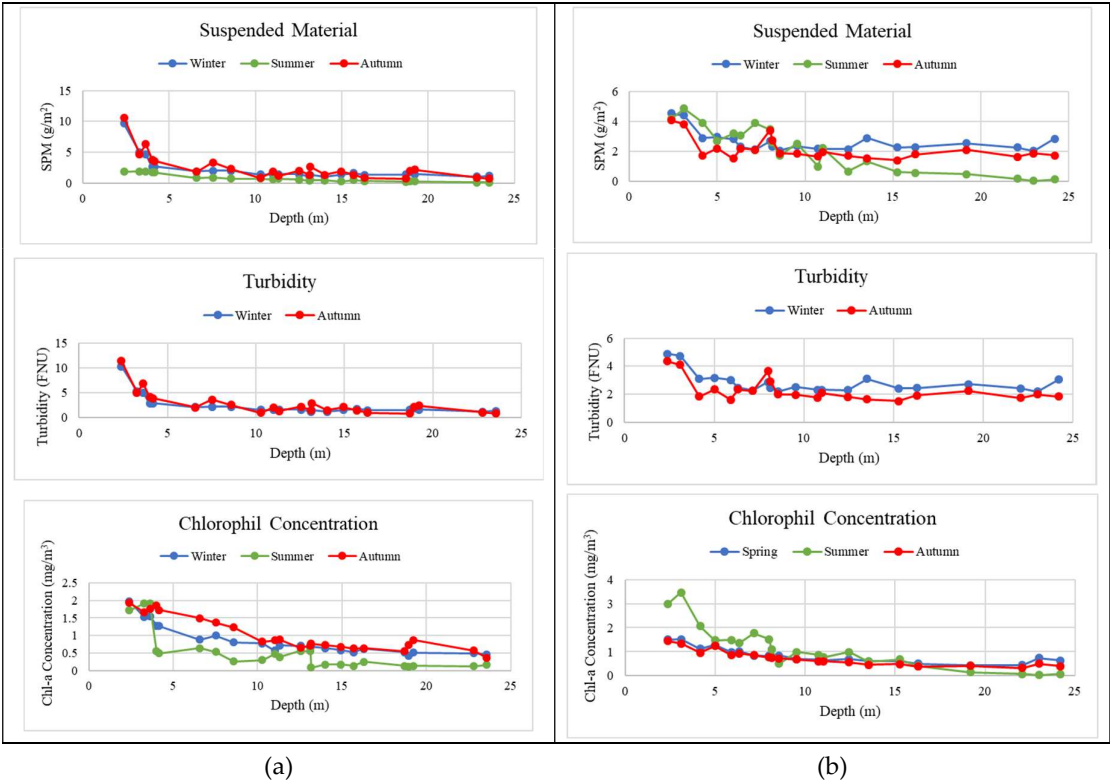 Suspended Material
Winter Summer Autumn
SPM (g/m²)
15
10
5
0
0 5 10 15 20 25
Depth (m)
Turbidity
Winter Autumn
Turbidity (FNU)
15
10
5
0
0 5 10 15 20 25
Depth (m)
Chlorophil Concentration
Winter Summer Autumn
Chl-a Concentration (mg/m³)
2.5
2
1.5
1
0.5
0
0 5 10 15 20 25
Depth (m)
(a)
Suspended Material
Winter Summer Autumn
SPM (g/m²)
6
4
2
0
0 5 10 15 20 25
Depth (m)
Turbidity
Winter Autumn
Turbidity (FNU)
6
4
2
0
0 5 10 15 20 25
Depth (m)
Chlorophil Concentration
Spring Summer Autumn
Chl-a Concentration (mg/m³)
4
3
2
1
0
0 5 10 15 20 25
Depth (m)
(b)